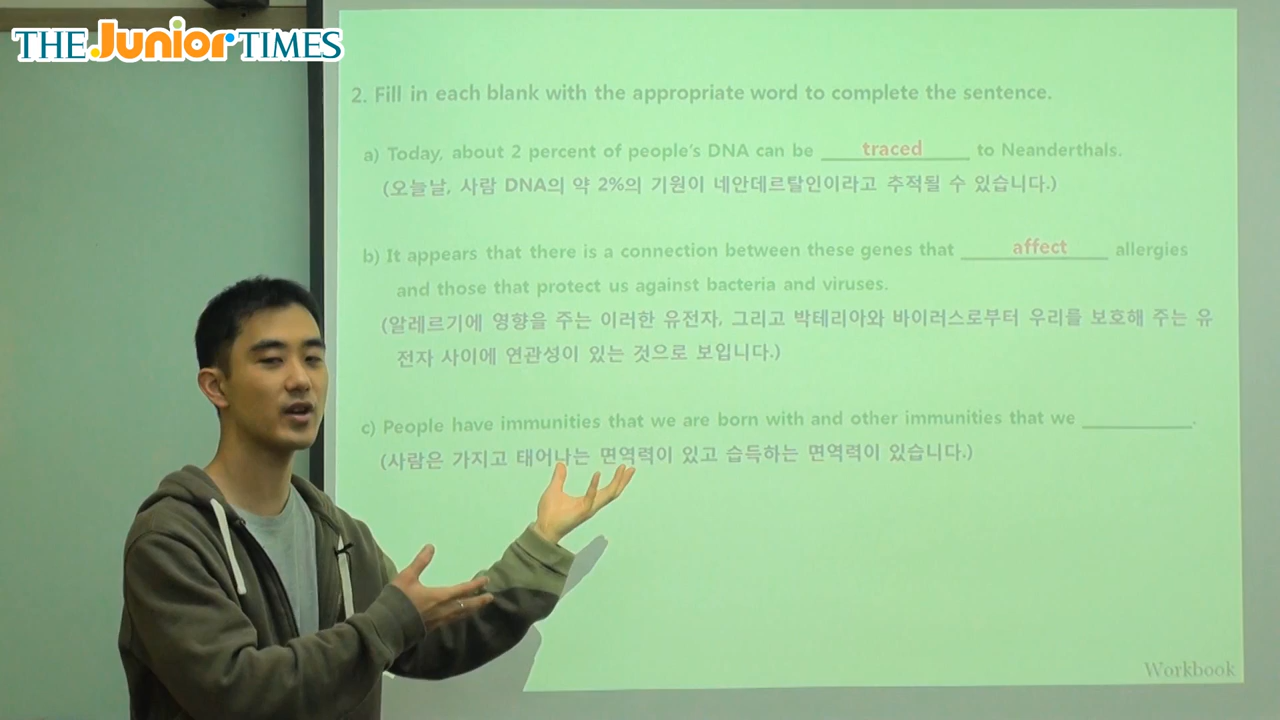 THE Junior TIMES
2. Fill in each blank with the appropriate word to complete the sentence.
a) Today, about 2 percent of people's DNA can be traced to Neanderthals.
(오늘날, 사람 DNA의 약 2%의 기원이 네안데르탈인이라고 추적될 수 있습니다.)
b) It appears that there is a connection between these genes that affect allergies
and those that protect us against bacteria and viruses.
(알레르기에 영향을 주는 이러한 유전자, 그리고 박테리아와 바이러스로부터 우리를 보호해 주는 유
전자 사이에 연관성이 있는 것으로 보입니다.)
c) People have immunities that we are born with and other immunities that we __________.
(사람은 가지고 태어나는 면역력이 있고 습득하는 면역력이 있습니다.)
Workbook